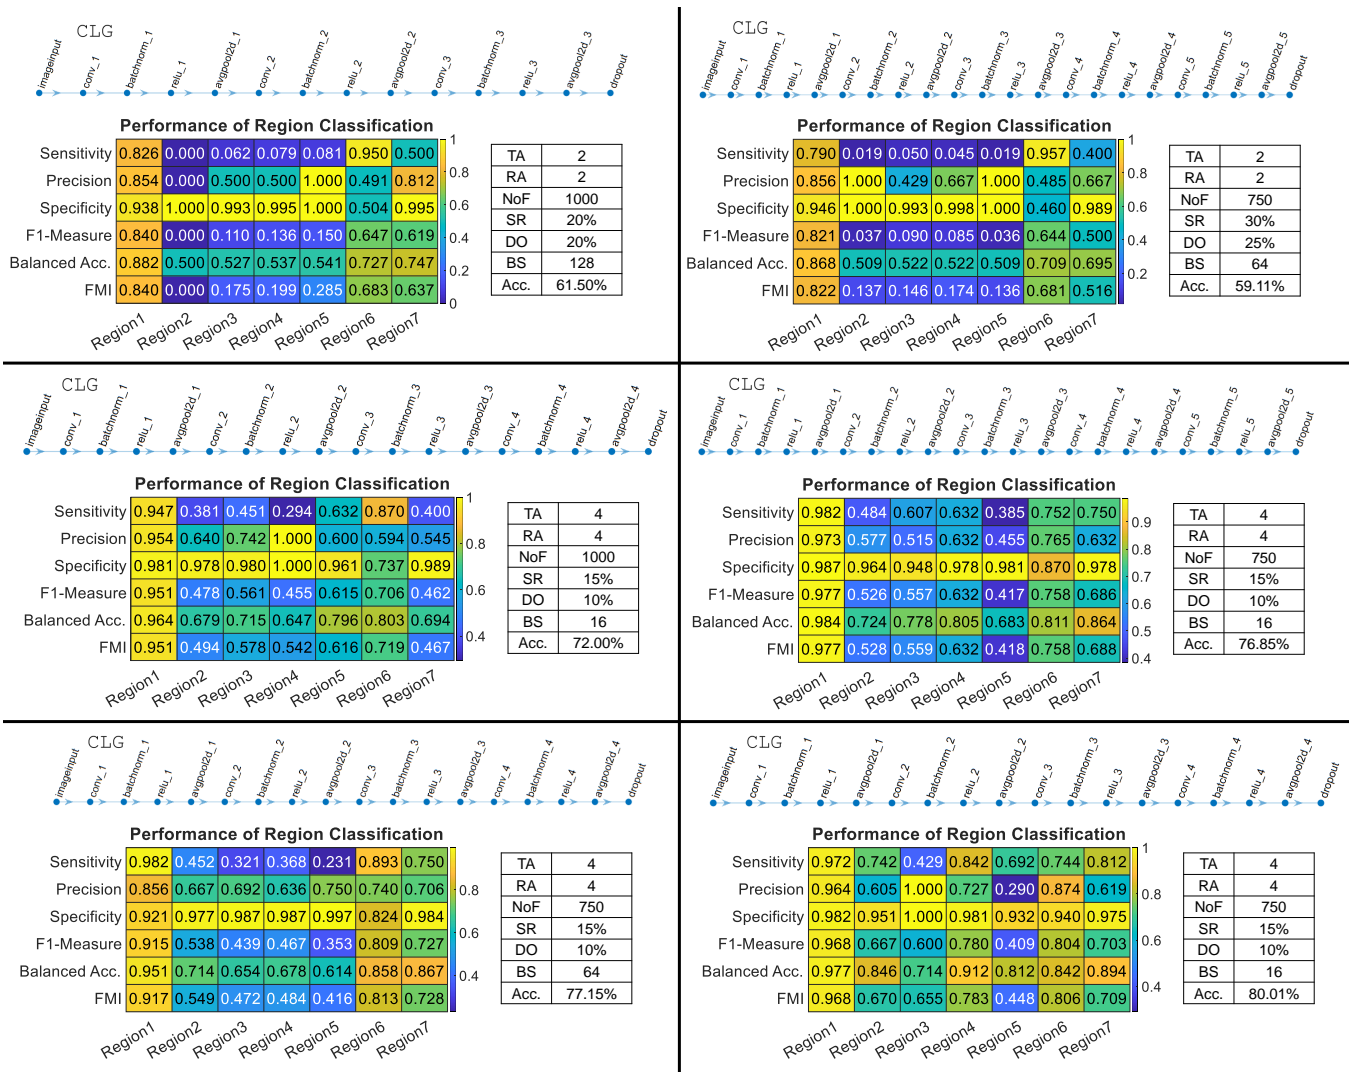 CLG
imageinput conv_1 batchnorm_1 relu_1 avgpool2d_1 conv_2 batchnorm_2 relu_2 avgpool2d_2 conv_3 batchnorm_3 relu_3 avgpool2d_3 dropout
Performance of Region Classification
Sensitivity 0.826 0.000 0.062 0.079 0.081 0.950 0.500
Precision 0.854 0.000 0.500 0.500 1.000 0.491 0.812
Specificity 0.938 1.000 0.993 0.995 1.000 0.504 0.995
F1-Measure 0.840 0.000 0.110 0.136 0.150 0.647 0.619
Balanced Acc. 0.882 0.500 0.527 0.537 0.541 0.727 0.747
FMI 0.840 0.000 0.175 0.199 0.285 0.683 0.637
Region1 Region2 Region3 Region4 Region5 Region6 Region7
1
0.8
0.6
0.4
0.2
0
TA 2
RA 2
NoF 1000
SR 20%
DO 20%
BS 128
Acc. 61.50%
CLG
imageinput conv_1 batchnorm_1 relu_1 avgpool2d_1 conv_2 batchnorm_2 relu_2 avgpool2d_2 conv_3 batchnorm_3 relu_3 avgpool2d_3 conv_4 batchnorm_4 relu_4 avgpool2d_4 conv_5 batchnorm_5 relu_5 avgpool2d_5 dropout
Performance of Region Classification
Sensitivity 0.790 0.019 0.050 0.045 0.019 0.957 0.400
Precision 0.856 1.000 0.429 0.667 1.000 0.485 0.667
Specificity 0.946 1.000 0.993 0.998 1.000 0.460 0.989
F1-Measure 0.821 0.037 0.090 0.085 0.036 0.644 0.500
Balanced Acc. 0.868 0.509 0.522 0.522 0.509 0.709 0.695
FMI 0.822 0.137 0.146 0.174 0.136 0.681 0.516
Region1 Region2 Region3 Region4 Region5 Region6 Region7
1
0.8
0.6
0.4
0.2
TA 2
RA 2
NoF 750
SR 30%
DO 25%
BS 64
Acc. 59.11%
CLG
imageinput conv_1 batchnorm_1 relu_1 avgpool2d_1 conv_2 batchnorm_2 relu_2 avgpool2d_2 conv_3 batchnorm_3 relu_3 avgpool2d_3 conv_4 batchnorm_4 relu_4 avgpool2d_4 dropout
Performance of Region Classification
Sensitivity 0.947 0.381 0.451 0.294 0.632 0.870 0.400
Precision 0.954 0.640 0.742 1.000 0.600 0.594 0.545
Specificity 0.981 0.978 0.980 1.000 0.961 0.737 0.989
F1-Measure 0.951 0.478 0.561 0.455 0.615 0.706 0.462
Balanced Acc. 0.964 0.679 0.715 0.647 0.796 0.803 0.694
FMI 0.951 0.494 0.578 0.542 0.616 0.719 0.467
Region1 Region2 Region3 Region4 Region5 Region6 Region7
1
0.8
0.6
0.4
TA 4
RA 4
NoF 1000
SR 15%
DO 10%
BS 16
Acc. 72.00%
CLG
imageinput conv_1 batchnorm_1 relu_1 avgpool2d_1 conv_2 batchnorm_2 relu_2 avgpool2d_2 conv_3 batchnorm_3 relu_3 avgpool2d_3 conv_4 batchnorm_4 relu_4 avgpool2d_4 conv_5 batchnorm_5 relu_5 avgpool2d_5 dropout
Performance of Region Classification
Sensitivity 0.982 0.484 0.607 0.632 0.385 0.752 0.750
Precision 0.973 0.577 0.515 0.632 0.455 0.765 0.632
Specificity 0.987 0.964 0.948 0.978 0.981 0.870 0.978
F1-Measure 0.977 0.526 0.557 0.632 0.417 0.758 0.686
Balanced Acc. 0.984 0.724 0.778 0.805 0.683 0.811 0.864
FMI 0.977 0.528 0.559 0.632 0.418 0.758 0.688
Region1 Region2 Region3 Region4 Region5 Region6 Region7
0.9
0.8
0.7
0.6
0.5
0.4
TA 4
RA 4
NoF 750
SR 15%
DO 10%
BS 16
Acc. 76.85%
CLG
imageinput conv_1 batchnorm_1 relu_1 avgpool2d_1 conv_2 batchnorm_2 relu_2 avgpool2d_2 conv_3 batchnorm_3 relu_3 avgpool2d_3 conv_4 batchnorm_4 relu_4 avgpool2d_4 dropout
Performance of Region Classification
Sensitivity 0.982 0.452 0.321 0.368 0.231 0.893 0.750
Precision 0.856 0.667 0.692 0.636 0.750 0.740 0.706
Specificity 0.921 0.977 0.987 0.987 0.997 0.824 0.984
F1-Measure 0.915 0.538 0.439 0.467 0.353 0.809 0.727
Balanced Acc. 0.951 0.714 0.654 0.678 0.614 0.858 0.867
FMI 0.917 0.549 0.472 0.484 0.416 0.813 0.728
Region1 Region2 Region3 Region4 Region5 Region6 Region7
0.8
0.6
0.4
TA 4
RA 4
NoF 750
SR 15%
DO 10%
BS 64
Acc. 77.15%
CLG
imageinput conv_1 batchnorm_1 relu_1 avgpool2d_1 conv_2 batchnorm_2 relu_2 avgpool2d_2 conv_3 batchnorm_3 relu_3 avgpool2d_3 conv_4 batchnorm_4 relu_4 avgpool2d_4 dropout
Performance of Region Classification
Sensitivity 0.972 0.742 0.429 0.842 0.692 0.744 0.812
Precision 0.964 0.605 1.000 0.727 0.290 0.874 0.619
Specificity 0.982 0.951 1.000 0.981 0.932 0.940 0.975
F1-Measure 0.968 0.667 0.600 0.780 0.409 0.804 0.703
Balanced Acc. 0.977 0.846 0.714 0.912 0.812 0.842 0.894
FMI 0.968 0.670 0.655 0.783 0.448 0.806 0.709
Region1 Region2 Region3 Region4 Region5 Region6 Region7
1
0.8
0.6
0.4
TA 4
RA 4
NoF 750
SR 15%
DO 10%
BS 16
Acc. 80.01%